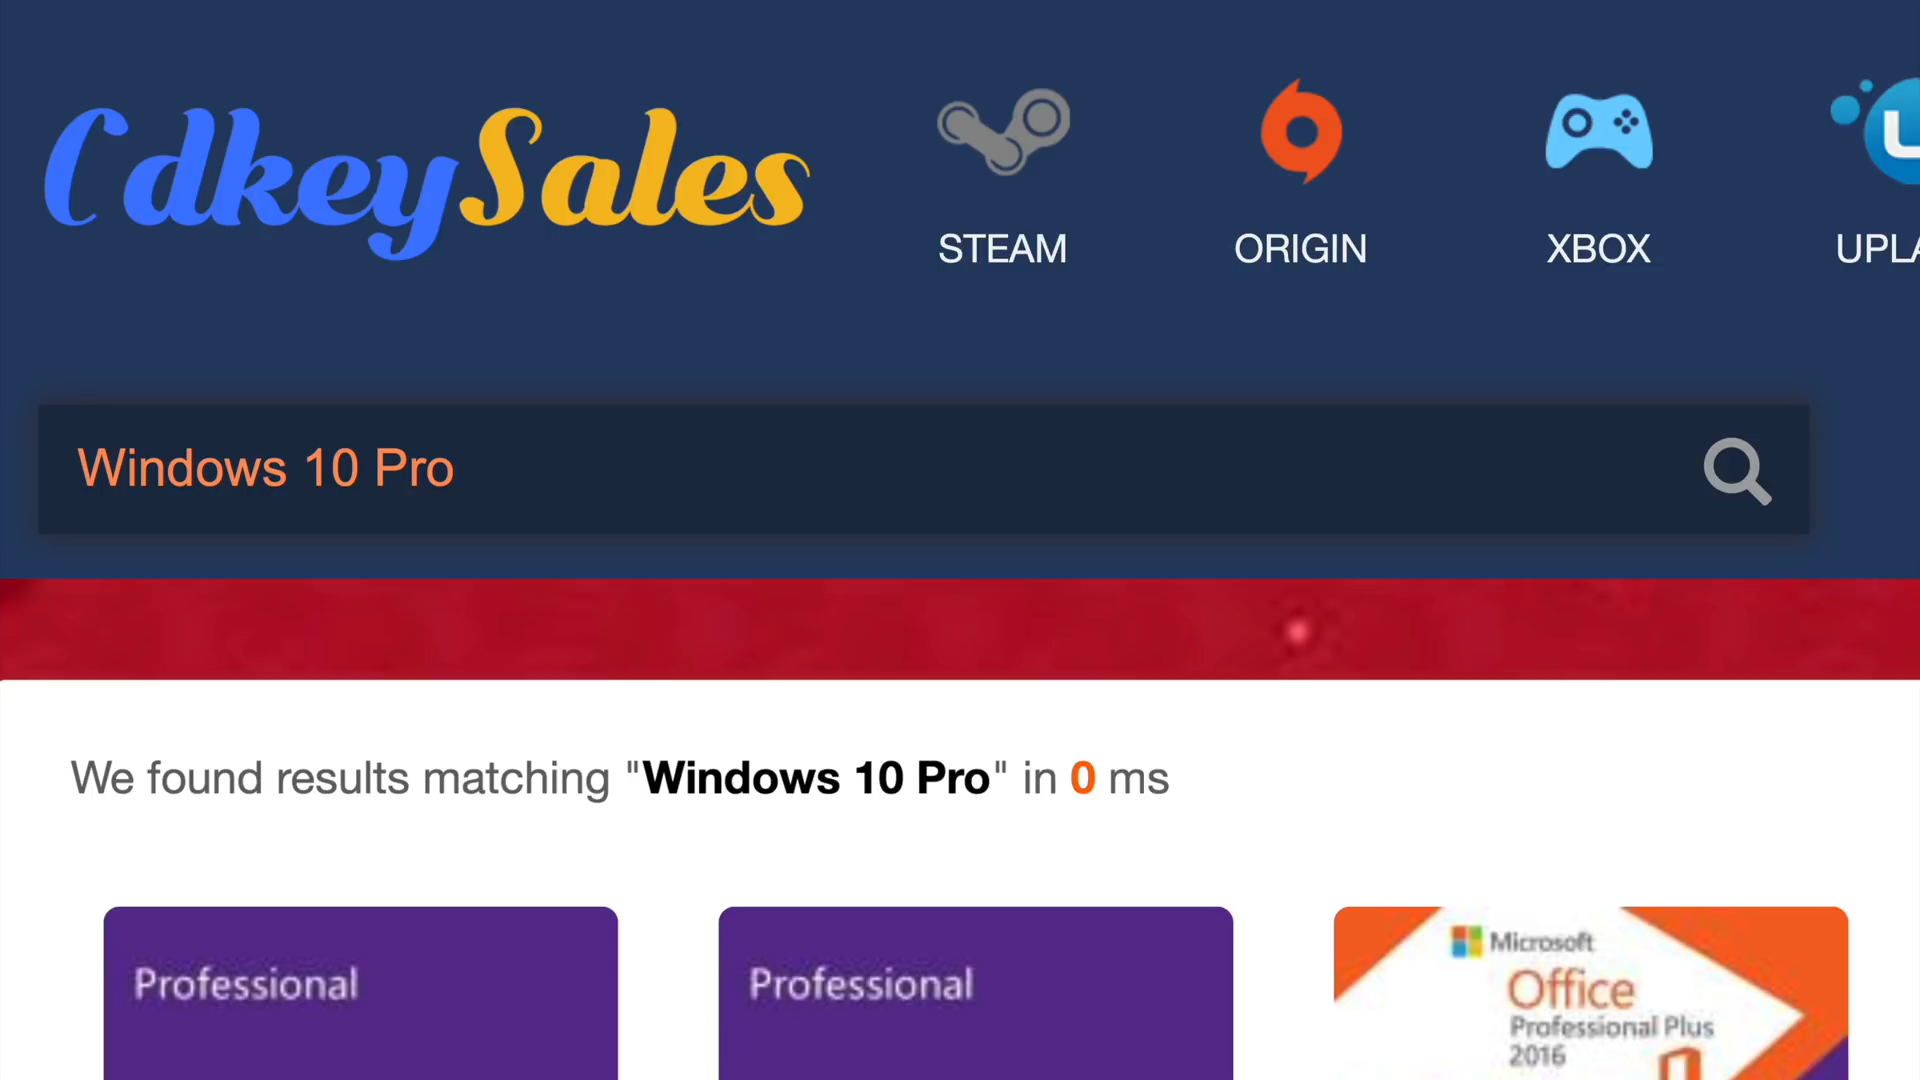 CdkeySales
STEAM
ORIGIN
XBOX
UPLA
Windows 10 Pro
We found results matching "Windows 10 Pro" in 0 ms
Professional
Professional
Microsoft
Office
Professional Plus
2016